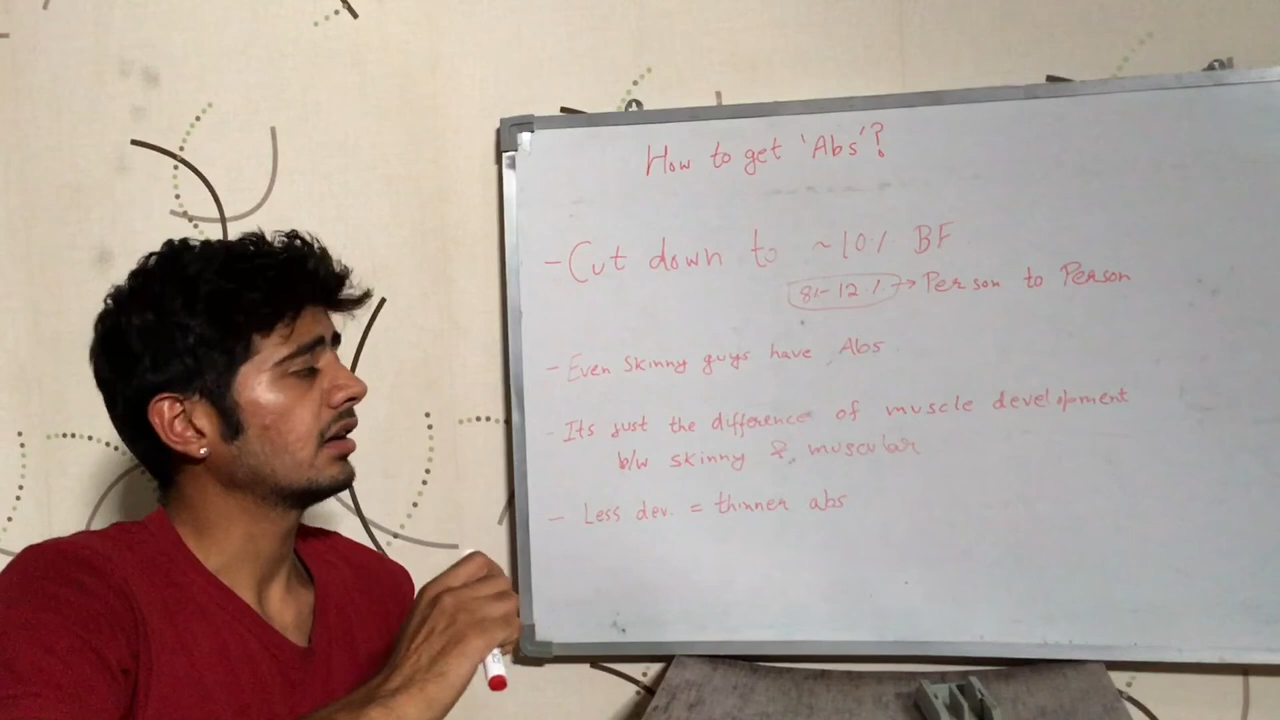 How to get 'Abs'?
- Cut down to ~10% BF
8%-12% → Person to Person
- Even Skinny guys have Abs.
- Its just the difference of muscle development
b/w skinny & muscular
- Less dev. = thinner abs